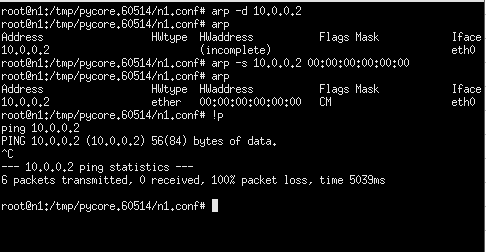 root@n1:/tmp/pycore.60514/n1.conf# arp -d 10.0.0.2
root@n1:/tmp/pycore.60514/n1.conf# arp
Address                  HWtype  HWaddress           Flags Mask            Iface
10.0.0.2                         (incomplete)                              eth0
root@n1:/tmp/pycore.60514/n1.conf# arp -s 10.0.0.2 00:00:00:00:00:00
root@n1:/tmp/pycore.60514/n1.conf# arp
Address                  HWtype  HWaddress           Flags Mask            Iface
10.0.0.2                 ether   00:00:00:00:00:00   CM                    eth0
root@n1:/tmp/pycore.60514/n1.conf# !p
ping 10.0.0.2
PING 10.0.0.2 (10.0.0.2) 56(84) bytes of data.
^C
--- 10.0.0.2 ping statistics ---
6 packets transmitted, 0 received, 100% packet loss, time 5039ms
root@n1:/tmp/pycore.60514/n1.conf#